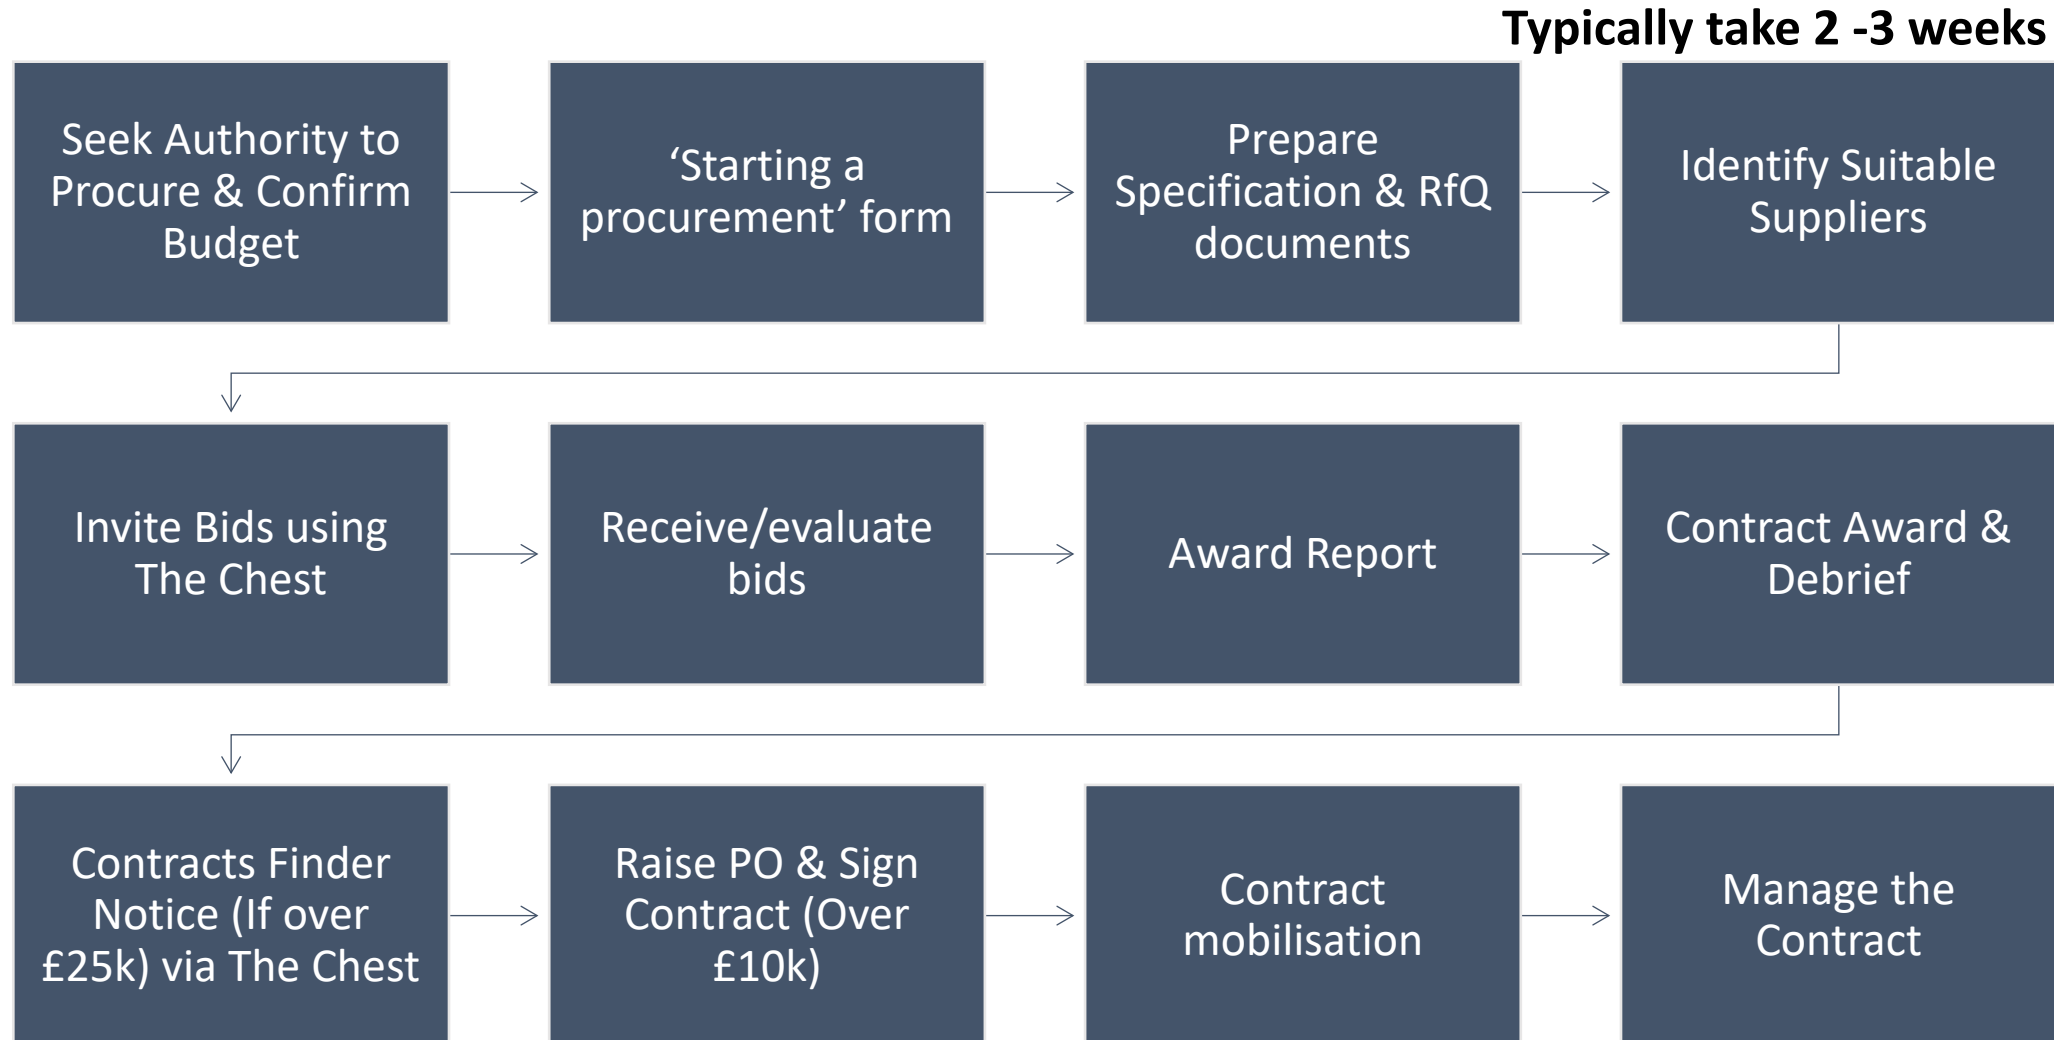 Typically take 2 -3 weeks
Seek Authority to
Procure & Confirm
Budget
‘Starting a
procurement’ form
Prepare
Specification & RfQ
documents
Identify Suitable
Suppliers
Invite Bids using
The Chest
Receive/evaluate
bids
Award Report
Contract Award &
Debrief
Contracts Finder
Notice (If over
£25k) via The Chest
Raise PO & Sign
Contract (Over
£10k)
Contract
mobilisation
Manage the
Contract